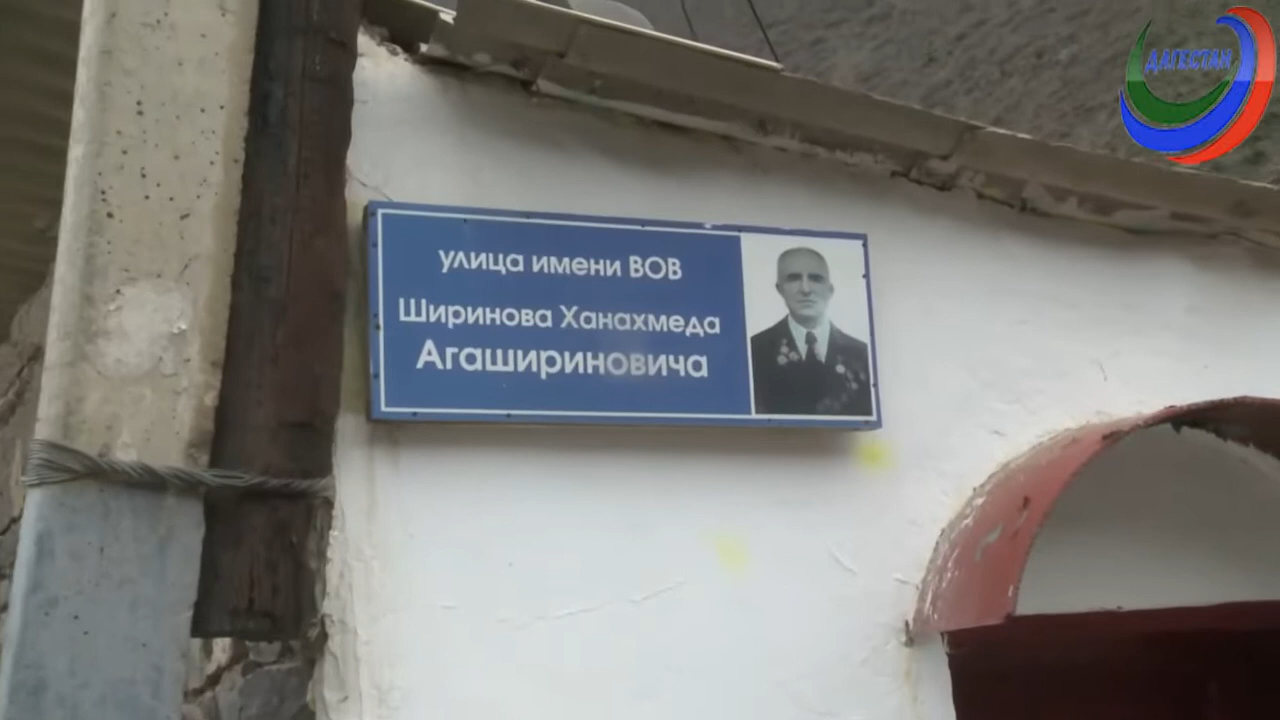 ДАГЕСТАН
улица имени ВОВ
Ширинова Ханахмеда
Агашириновича